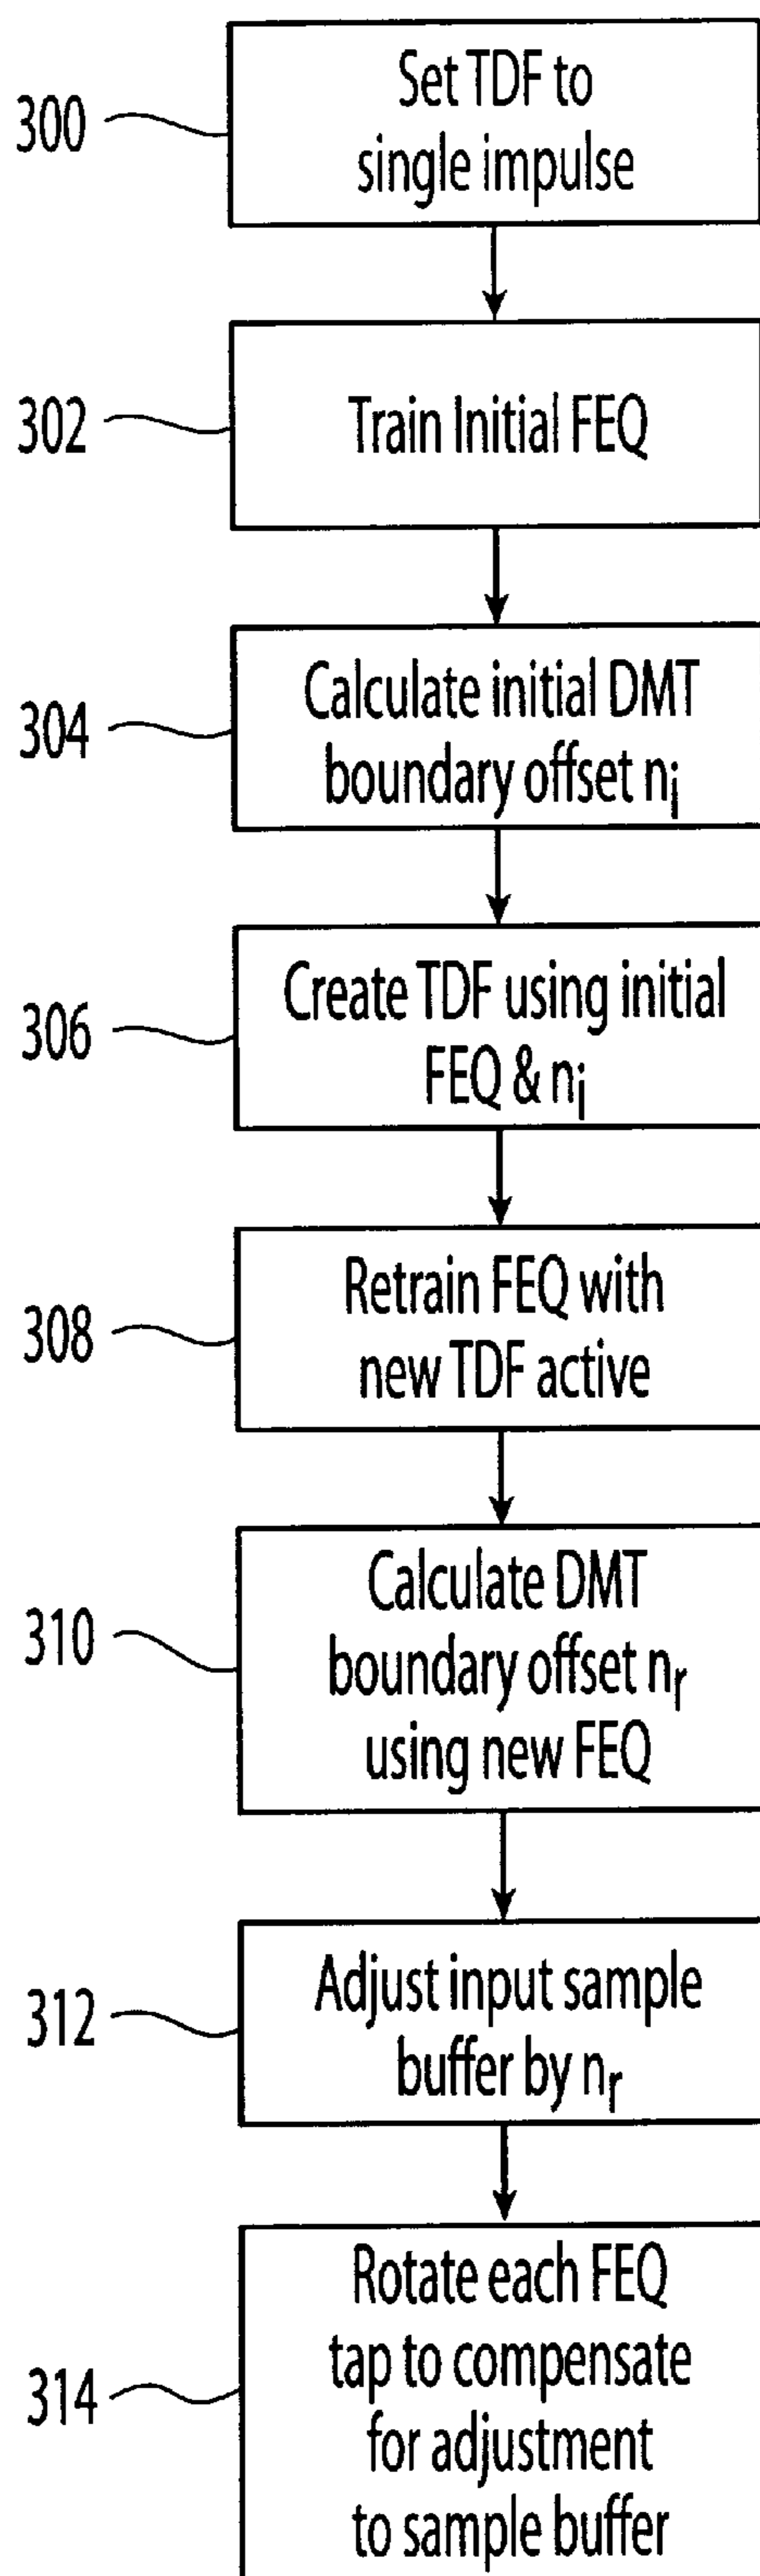 300
Set TDF to
single impulse
302
Train Initial FEQ
304
Calculate initial DMT
boundary offset nᵢ
306
Create TDF using initial
FEQ & nᵢ
308
Retrain FEQ with
new TDF active
310
Calculate DMT
boundary offset nᵣ
using new FEQ
312
Adjust input sample
buffer by nᵣ
314
Rotate each FEQ
tap to compensate
for adjustment
to sample buffer